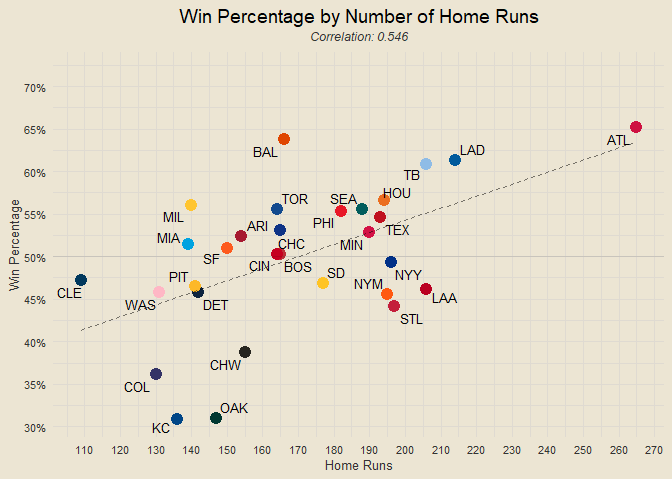 Win Percentage by Number of Home Runs
Correlation: 0.546
Win Percentage
70%
65%
60%
55%
50%
45%
40%
35%
30%
ATL
BAL
LAD
TB
HOU
SEA
TOR
MIL
PHI
TEX
ARI
MIA
CHC
MIN
SF
CIN
BOS
SD
NYY
PIT
CLE
NYM
LAA
WAS
DET
STL
CHW
COL
OAK
KC
110 120 130 140 150 160 170 180 190 200 210 220 230 240 250 260 270
Home Runs